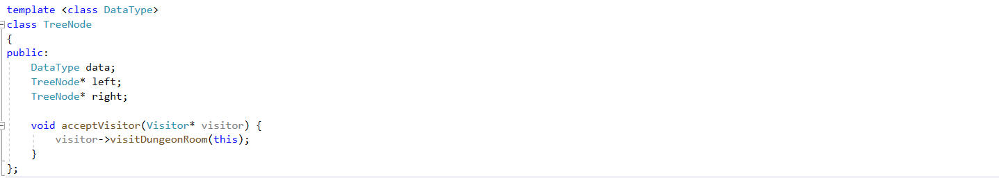 template <class DataType>
class TreeNode
{
public:
    DataType data;
    TreeNode* left;
    TreeNode* right;

    void acceptVisitor(Visitor* visitor) {
        visitor->visitDungeonRoom(this);
    }
};